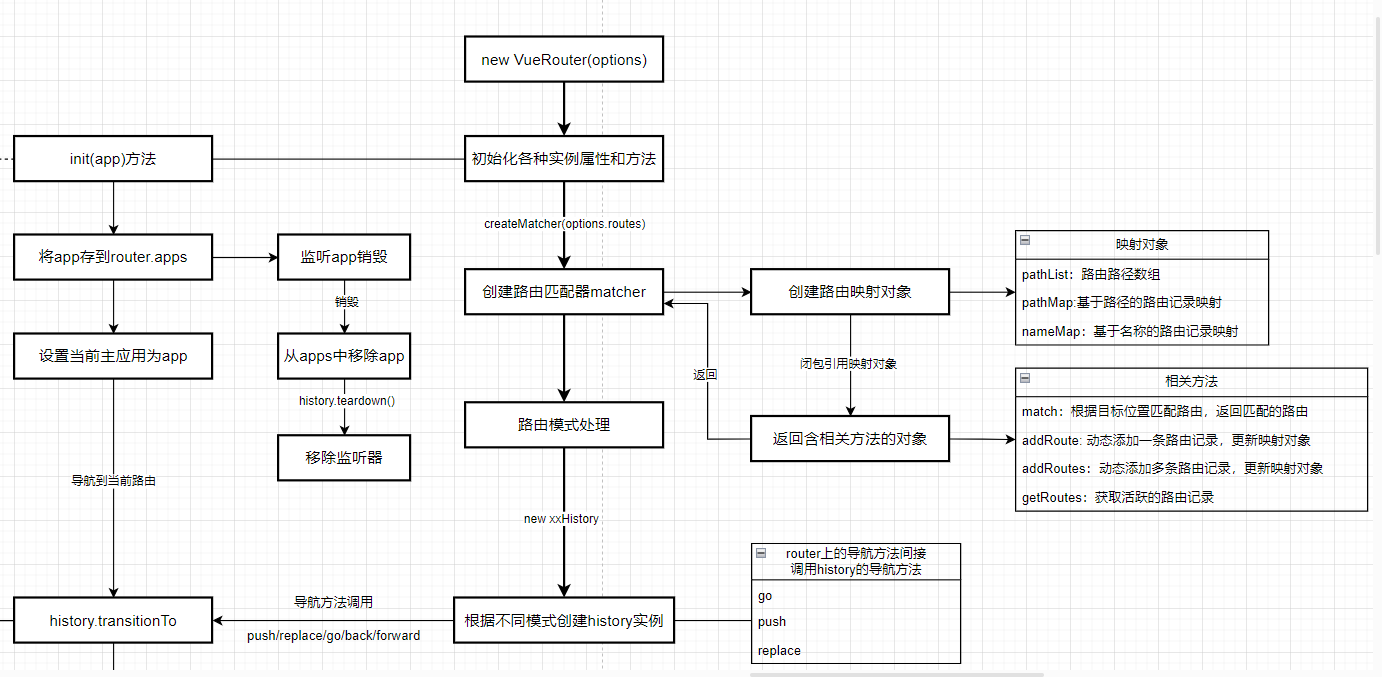 new VueRouter(options)
init(app)方法
初始化各种实例属性和方法
createMatcher(options.routes)
将app存到router.apps
监听app销毁
销毁
设置当前主应用为app
从apps中移除app
history.teardown()
移除监听器
导航到当前路由
创建路由匹配器matcher
创建路由映射对象
映射对象
pathList：路由路径数组
pathMap:基于路径的路由记录映射
nameMap：基于名称的路由记录映射
闭包引用映射对象
返回
返回含相关方法的对象
相关方法
match：根据目标位置匹配路由，返回匹配的路由
addRoute: 动态添加一条路由记录，更新映射对象
addRoutes：动态添加多条路由记录，更新映射对象
getRoutes：获取活跃的路由记录
路由模式处理
new xxHistory
根据不同模式创建history实例
导航方法调用
push/replace/go/back/forward
history.transitionTo
router上的导航方法间接
调用history的导航方法
go
push
replace